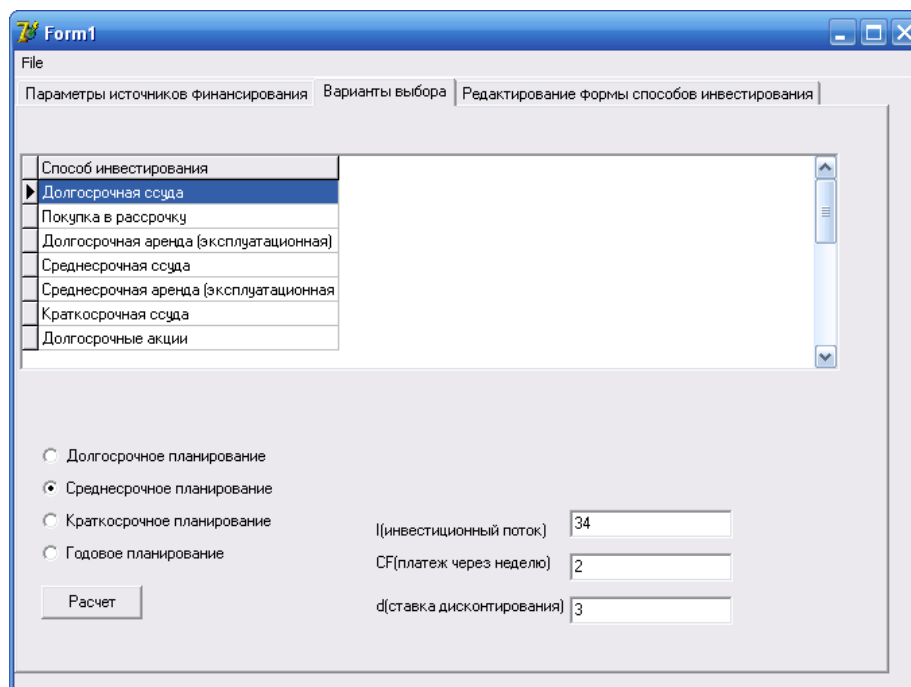 Form1
File
Параметры источников финансирования Варианты выбора Редактирование формы способов инвестирования
Способ инвестирования
Долгосрочная ссуда
Покупка в рассрочку
Долгосрочная аренда (эксплуатационная)
Среднесрочная ссуда
Среднесрочная аренда (эксплуатационная
Краткосрочная ссуда
Долгосрочные акции
Долгосрочное планирование
Среднесрочное планирование
Краткосрочное планирование
Годовое планирование
I(инвестиционный поток) 34
CF(платеж через неделю) 2
d(ставка дисконтирования) 3
Расчет